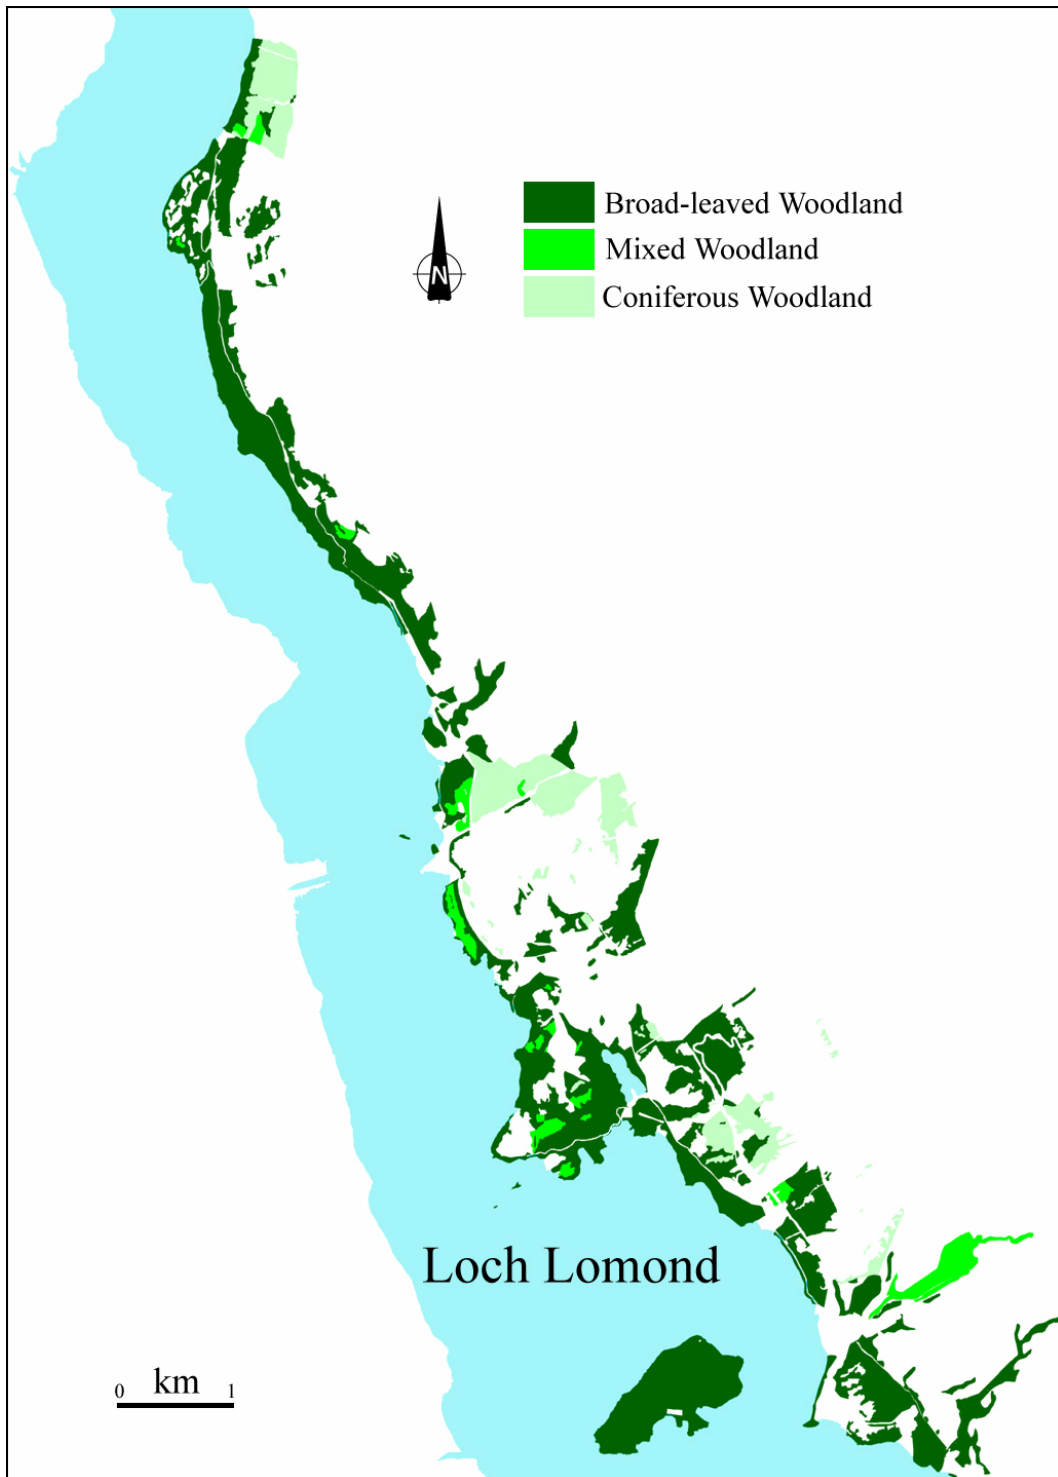 Broad-leaved Woodland
Mixed Woodland
N
Coniferous Woodland
Loch Lomond
0 km 1